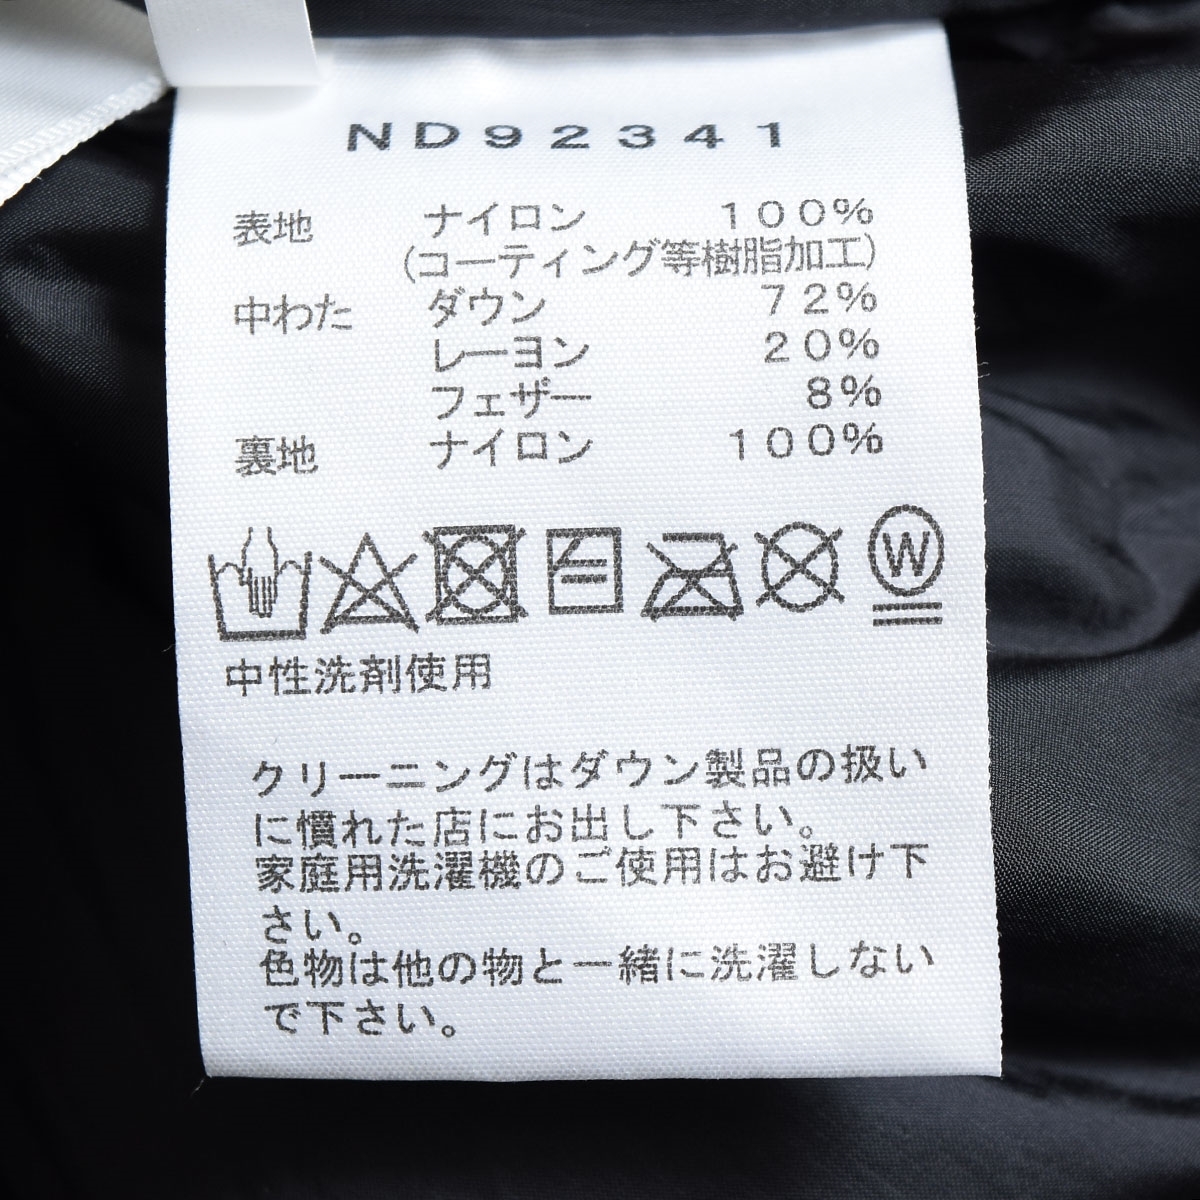 ND92341
表地 ナイロン 100%
(コーティング等樹脂加工)
中わた ダウン 72%
レーヨン 20%
フェザー 8%
裏地 ナイロン 100%
W
中性洗剤使用
クリーニングはダウン製品の扱い
に慣れた店にお出し下さい。
家庭用洗濯機のご使用はお避け下
さい。
色物は他の物と一緒に洗濯しない
で下さい。